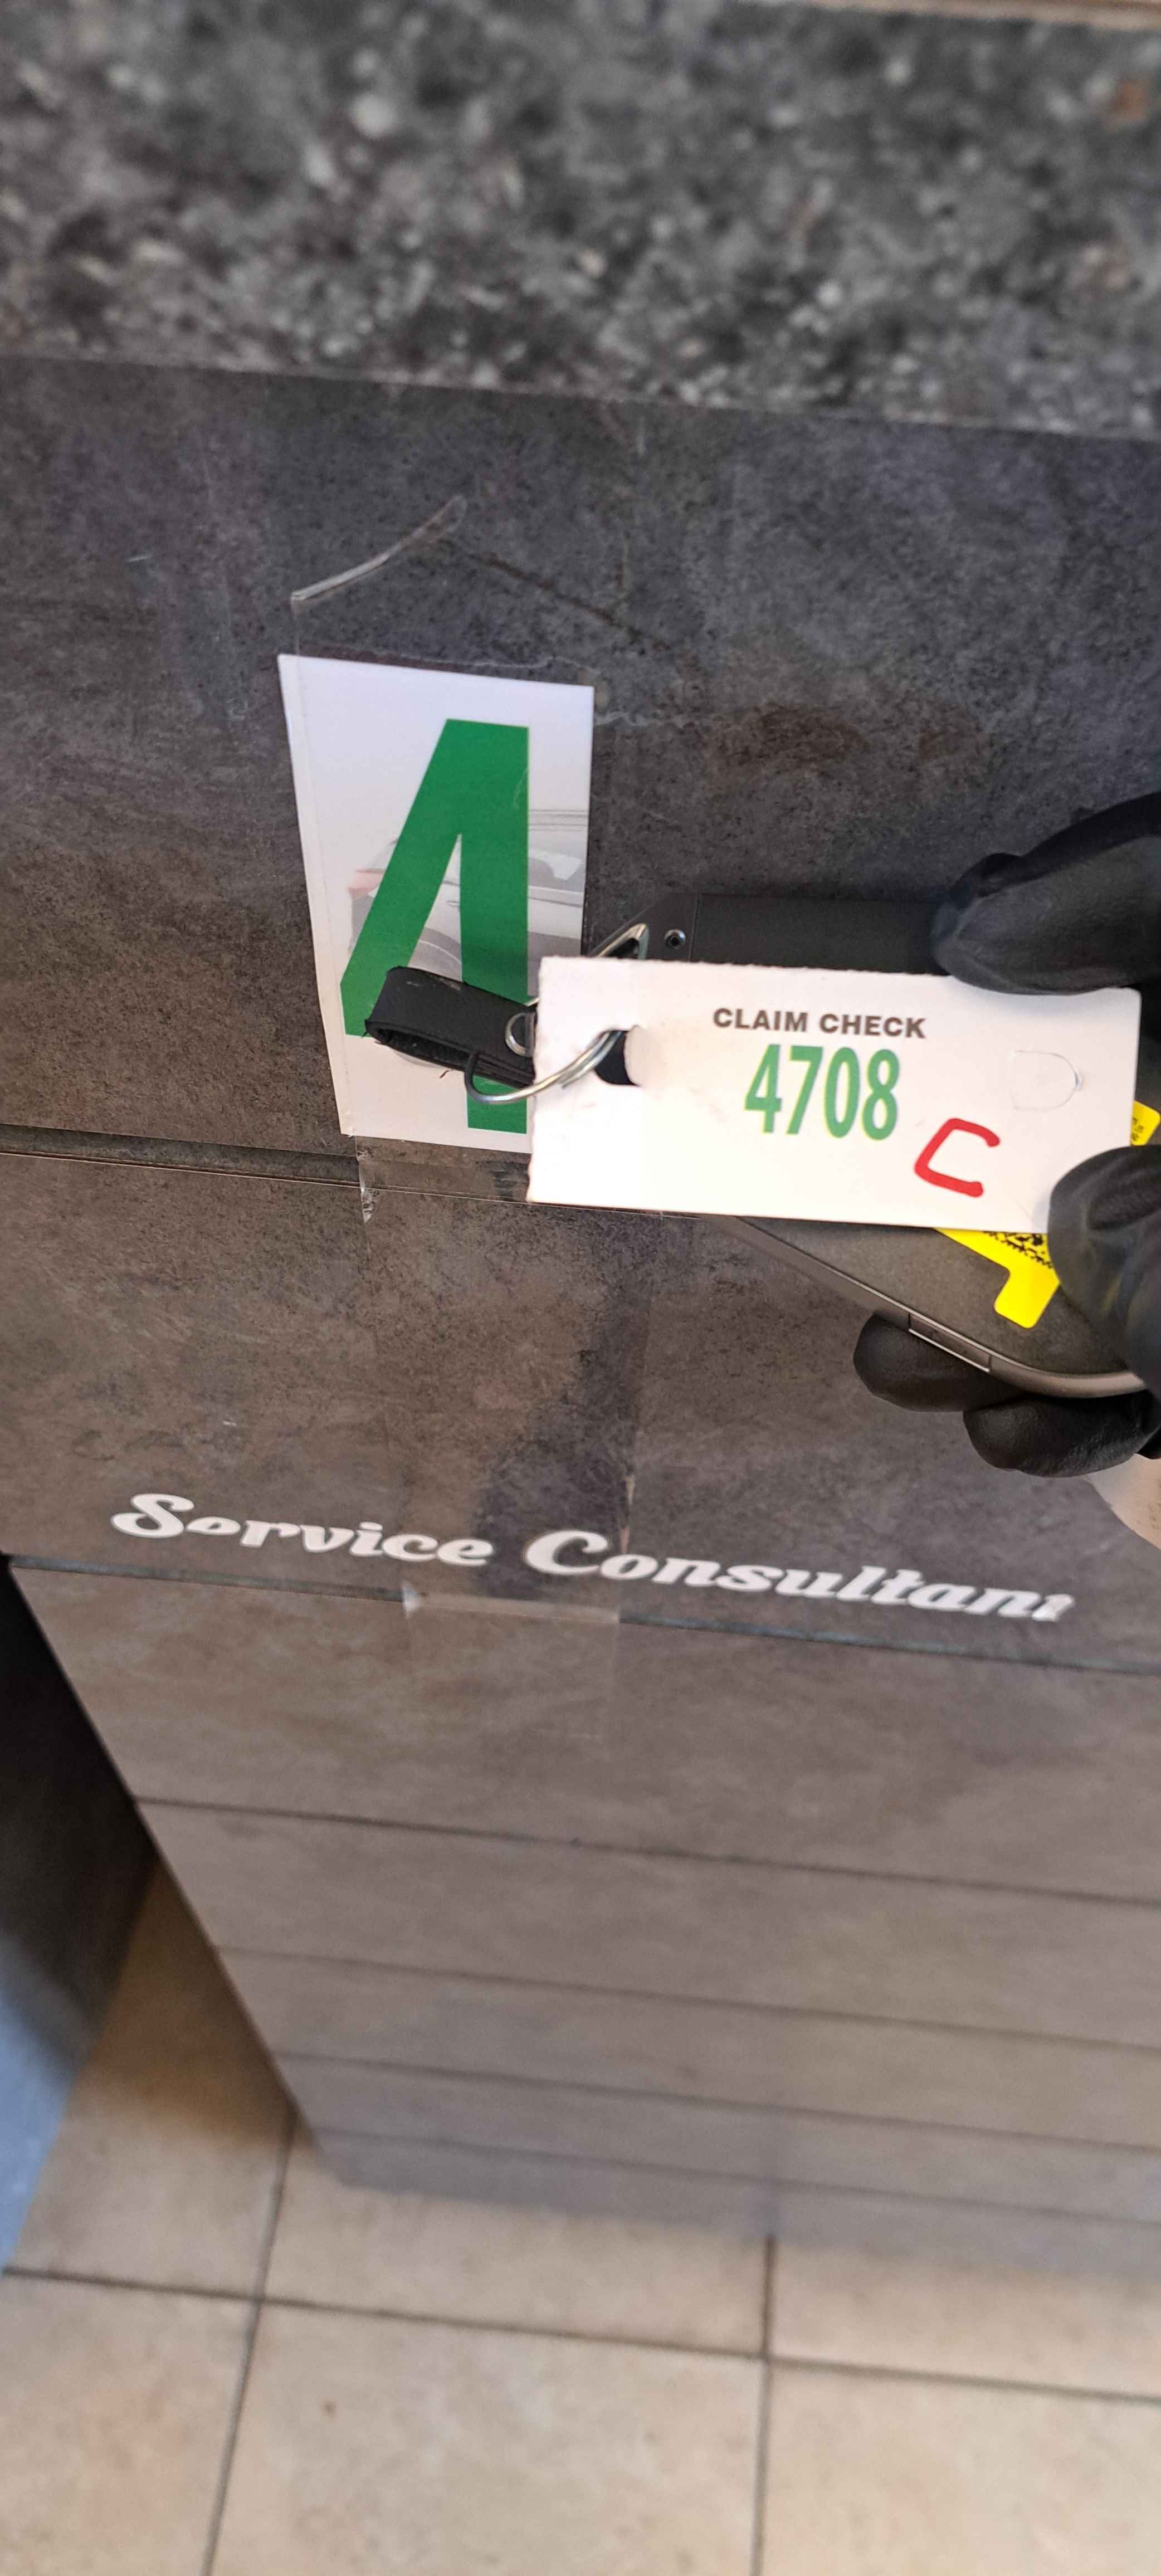 4
CLAIM CHECK
4708
C
Service Consultant